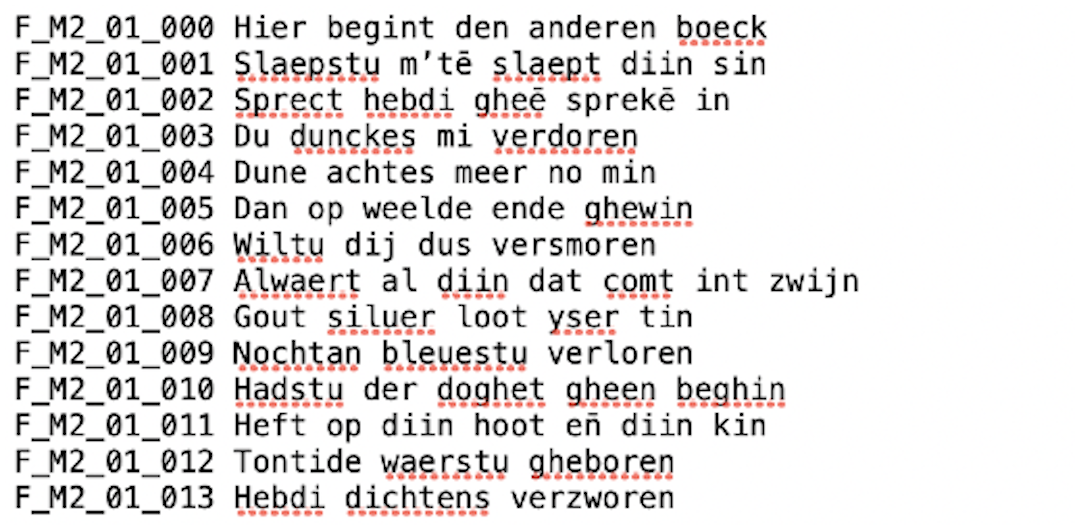 F_M2_01_000 Hier begint den anderen boeck
F_M2_01_001 Slaepstu m’tē slaept diin sin
F_M2_01_002 Sprect hebdi gheē sprekē in
F_M2_01_003 Du dunckes mi verdoren
F_M2_01_004 Dune achtes meer no min
F_M2_01_005 Dan op weelde ende ghewin
F_M2_01_006 Wiltu dij dus versmoren
F_M2_01_007 Alwaert al diin dat comt int zwijn
F_M2_01_008 Gout siluer loot yser tin
F_M2_01_009 Nochtan bleuestu verloren
F_M2_01_010 Hadstu der doghet gheen beghin
F_M2_01_011 Heft op diin hoot en̄ diin kin
F_M2_01_012 Tontide waerstu gheboren
F_M2_01_013 Hebdi dichtens verzworen